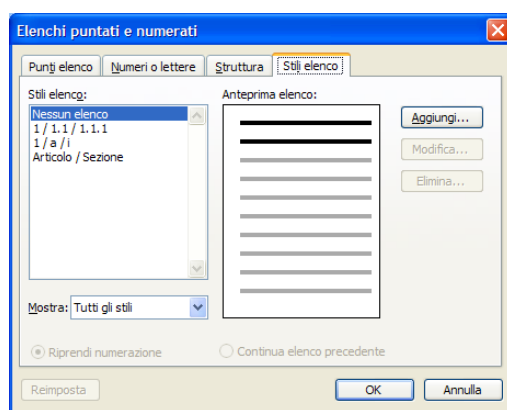 Elenchi puntati e numerati
Punti elenco Numeri o lettere Struttura Stili elenco
Stili elenco: Anteprima elenco:
Nessun elenco
1 / 1.1 / 1.1.1
1 / a / i
Articolo / Sezione
Aggiungi...
Modifica...
Elimina...
Mostra: Tutti gli stili
Riprendi numerazione Continua elenco precedente
Reimposta OK Annulla